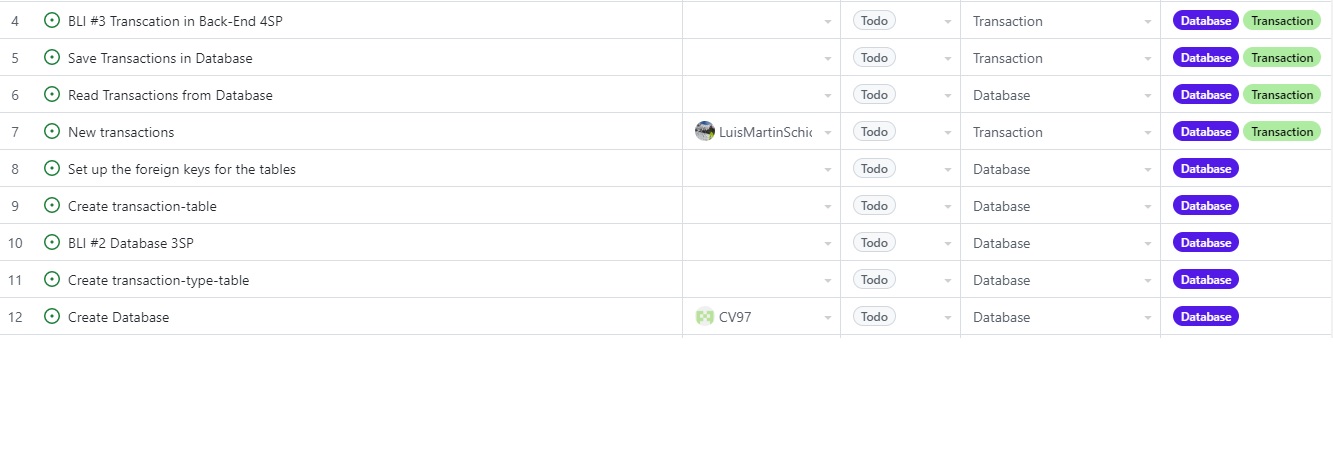 4 BLI #3 Transcation in Back-End 4SP Todo Transaction Database Transaction
5 Save Transactions in Database Todo Transaction Database Transaction
6 Read Transactions from Database Todo Database Database Transaction
7 New transactions LuisMartinSchi Todo Transaction Database Transaction
8 Set up the foreign keys for the tables Todo Database Database
9 Create transaction-table Todo Database Database
10 BLI #2 Database 3SP Todo Database Database
11 Create transaction-type-table Todo Database Database
12 Create Database CV97 Todo Database Database